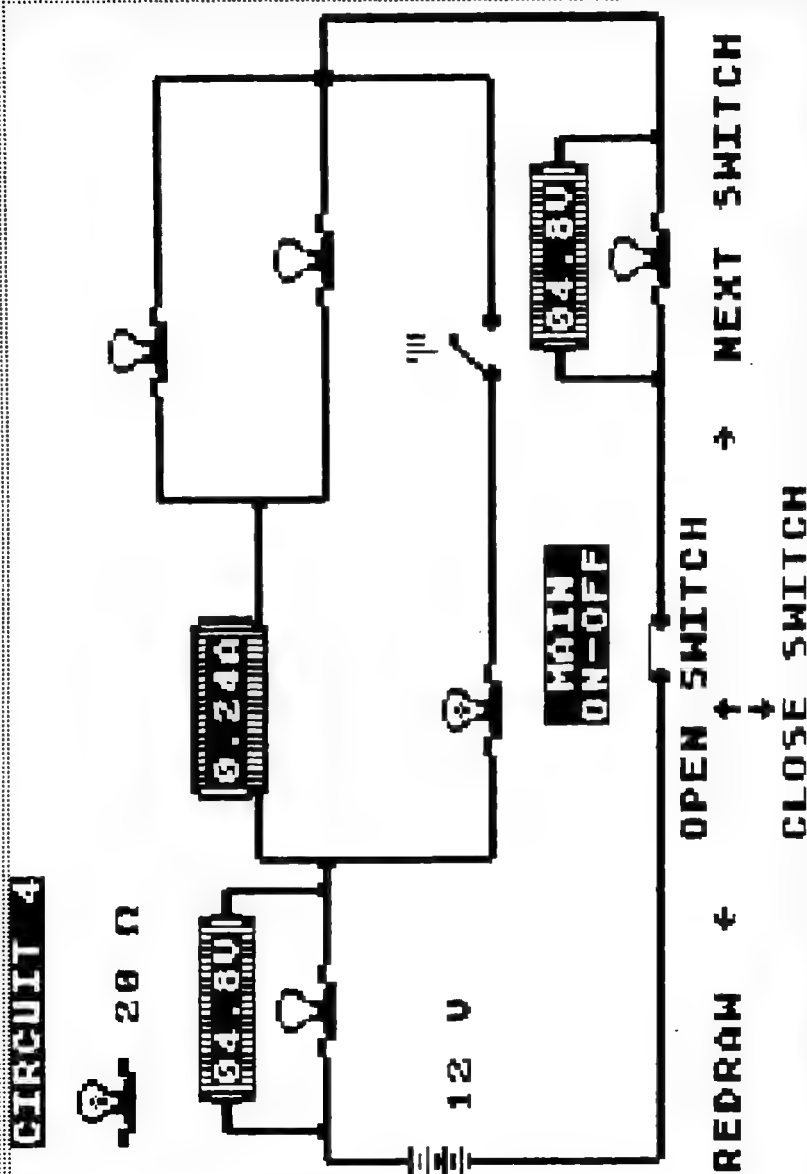 CIRCUIT 4
20 Ω
04.8V
0.24A
12 V
MAIN
ON-OFF
04.8V
OPEN SWITCH
REDRAW ← ↑ ↓ → NEXT SWITCH
CLOSE SWITCH